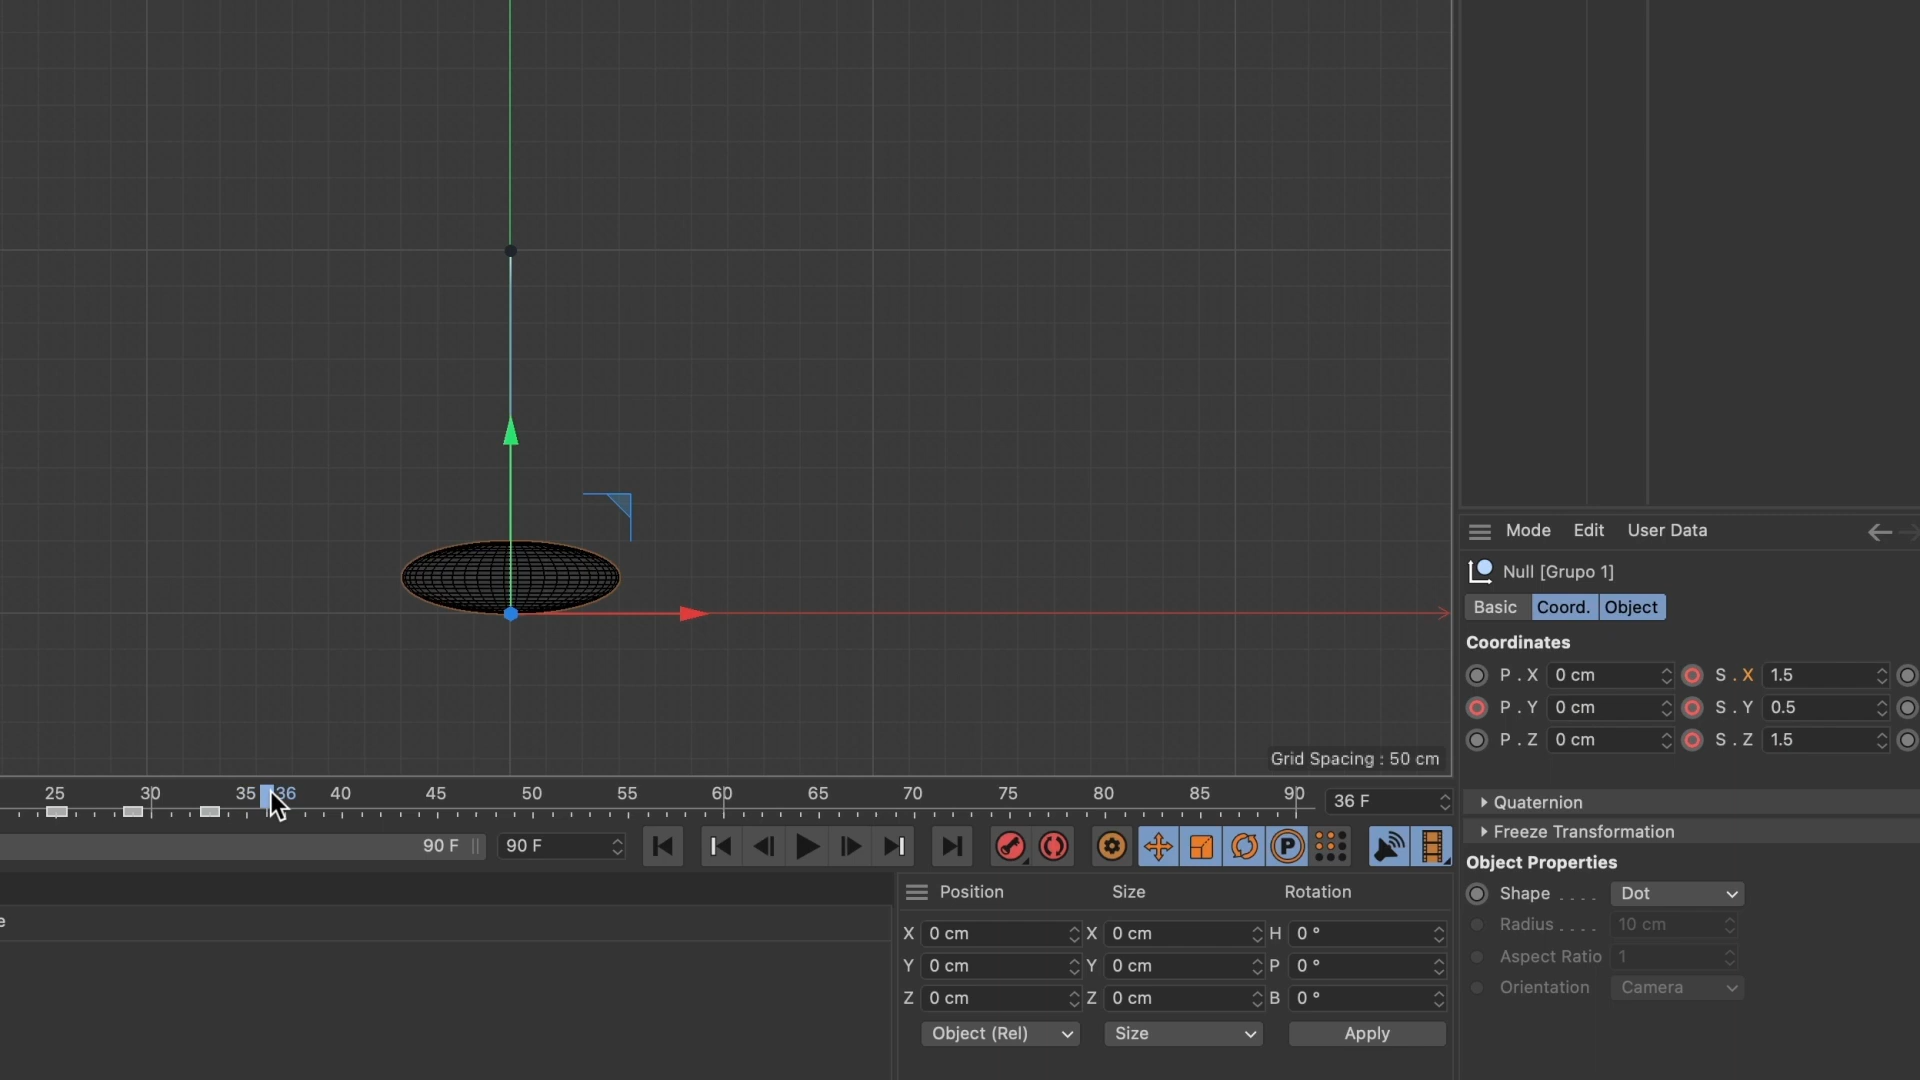 Grid Spacing : 50 cm
25 30 35 36 40 45 50 55 60 65 70 75 80 85 90 36 F
90 F 90 F
P
e
Position Size Rotation
X 0 cm X 0 cm H 0 °
Y 0 cm Y 0 cm P 0 °
Z 0 cm Z 0 cm B 0 °
Object (Rel) Size Apply
Mode Edit User Data
Null [Grupo 1]
Basic Coord. Object
Coordinates
P . X 0 cm S . X 1.5
P . Y 0 cm S . Y 0.5
P . Z 0 cm S . Z 1.5
Quaternion
Freeze Transformation
Object Properties
Shape . . . . Dot
Radius . . . . 10 cm
Aspect Ratio 1
Orientation Camera